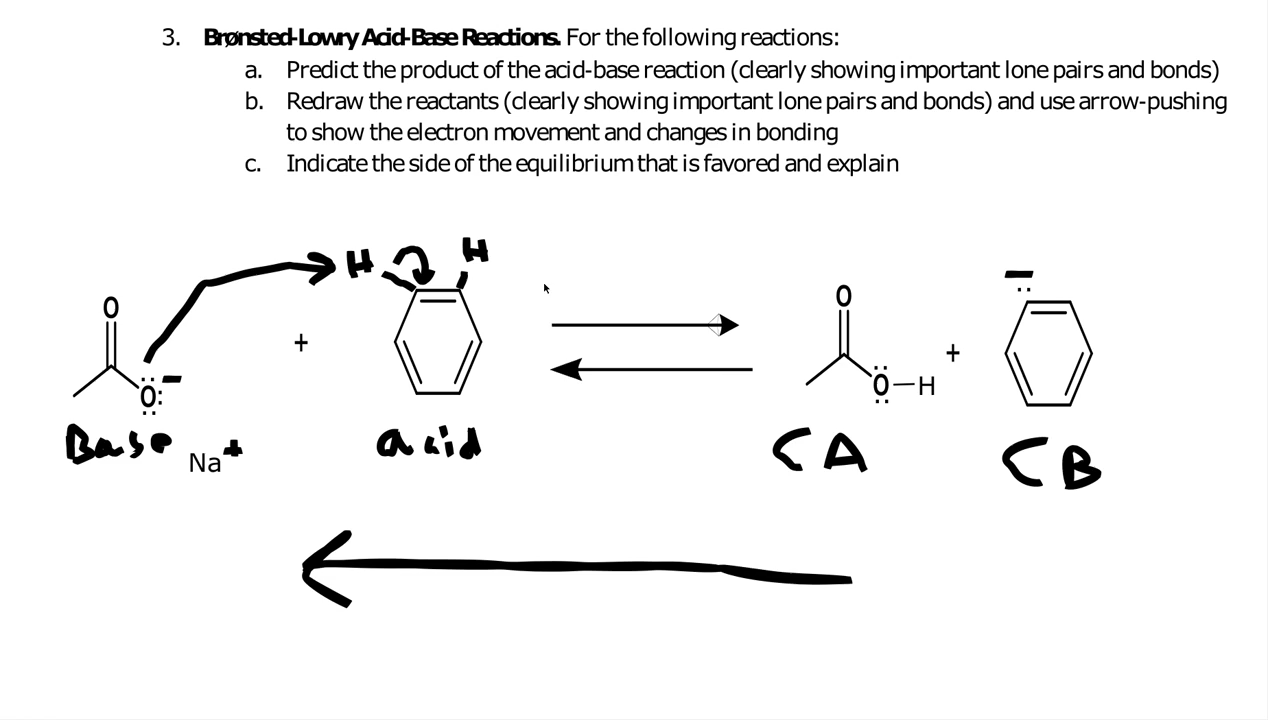 3. Brønsted-Lowry Acid-Base Reactions. For the following reactions:
a. Predict the product of the acid-base reaction (clearly showing important lone pairs and bonds)
b. Redraw the reactants (clearly showing important lone pairs and bonds) and use arrow-pushing
to show the electron movement and changes in bonding
c. Indicate the side of the equilibrium that is favored and explain
H H
O O
+ +
O: − O−H
Base Na+ acid CA CB